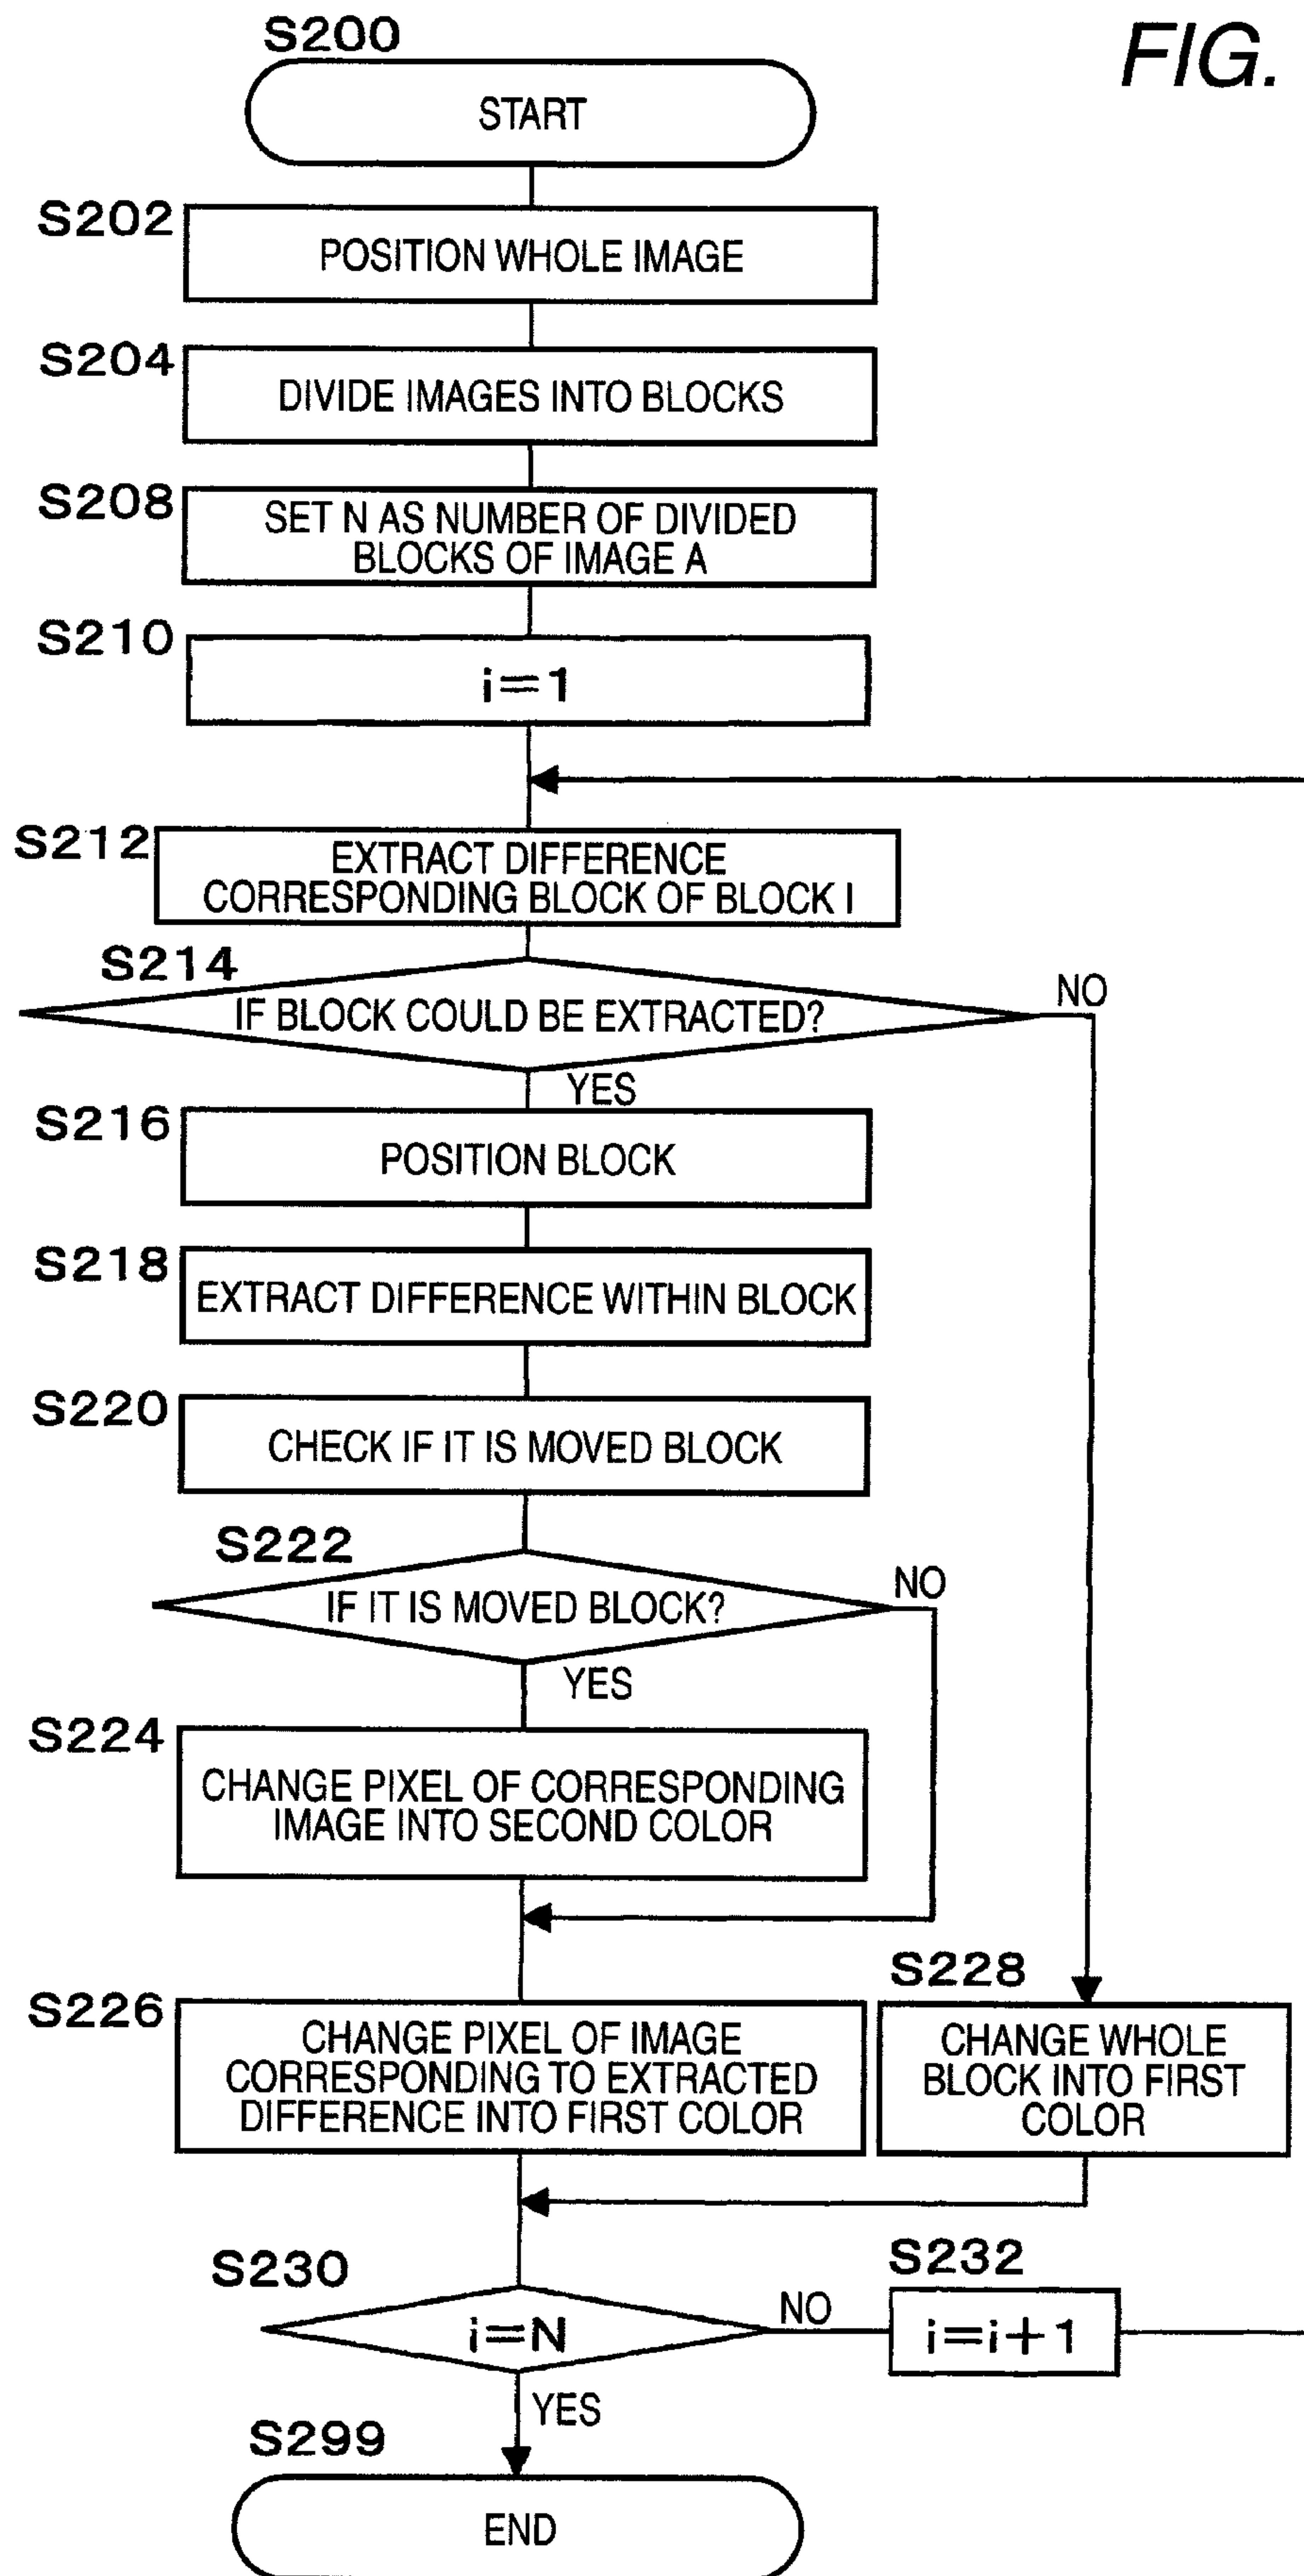 FIG.
S200
START
S202
POSITION WHOLE IMAGE
S204
DIVIDE IMAGES INTO BLOCKS
S208
SET N AS NUMBER OF DIVIDED
BLOCKS OF IMAGE A
S210
i=1
S212
EXTRACT DIFFERENCE
CORRESPONDING BLOCK OF BLOCK I
S214
IF BLOCK COULD BE EXTRACTED?
NO
YES
S216
POSITION BLOCK
S218
EXTRACT DIFFERENCE WITHIN BLOCK
S220
CHECK IF IT IS MOVED BLOCK
S222
IF IT IS MOVED BLOCK?
NO
YES
S224
CHANGE PIXEL OF CORRESPONDING
IMAGE INTO SECOND COLOR
S226
CHANGE PIXEL OF IMAGE
CORRESPONDING TO EXTRACTED
DIFFERENCE INTO FIRST COLOR
S228
CHANGE WHOLE
BLOCK INTO FIRST
COLOR
S230
i=N
NO
S232
i=i+1
YES
S299
END